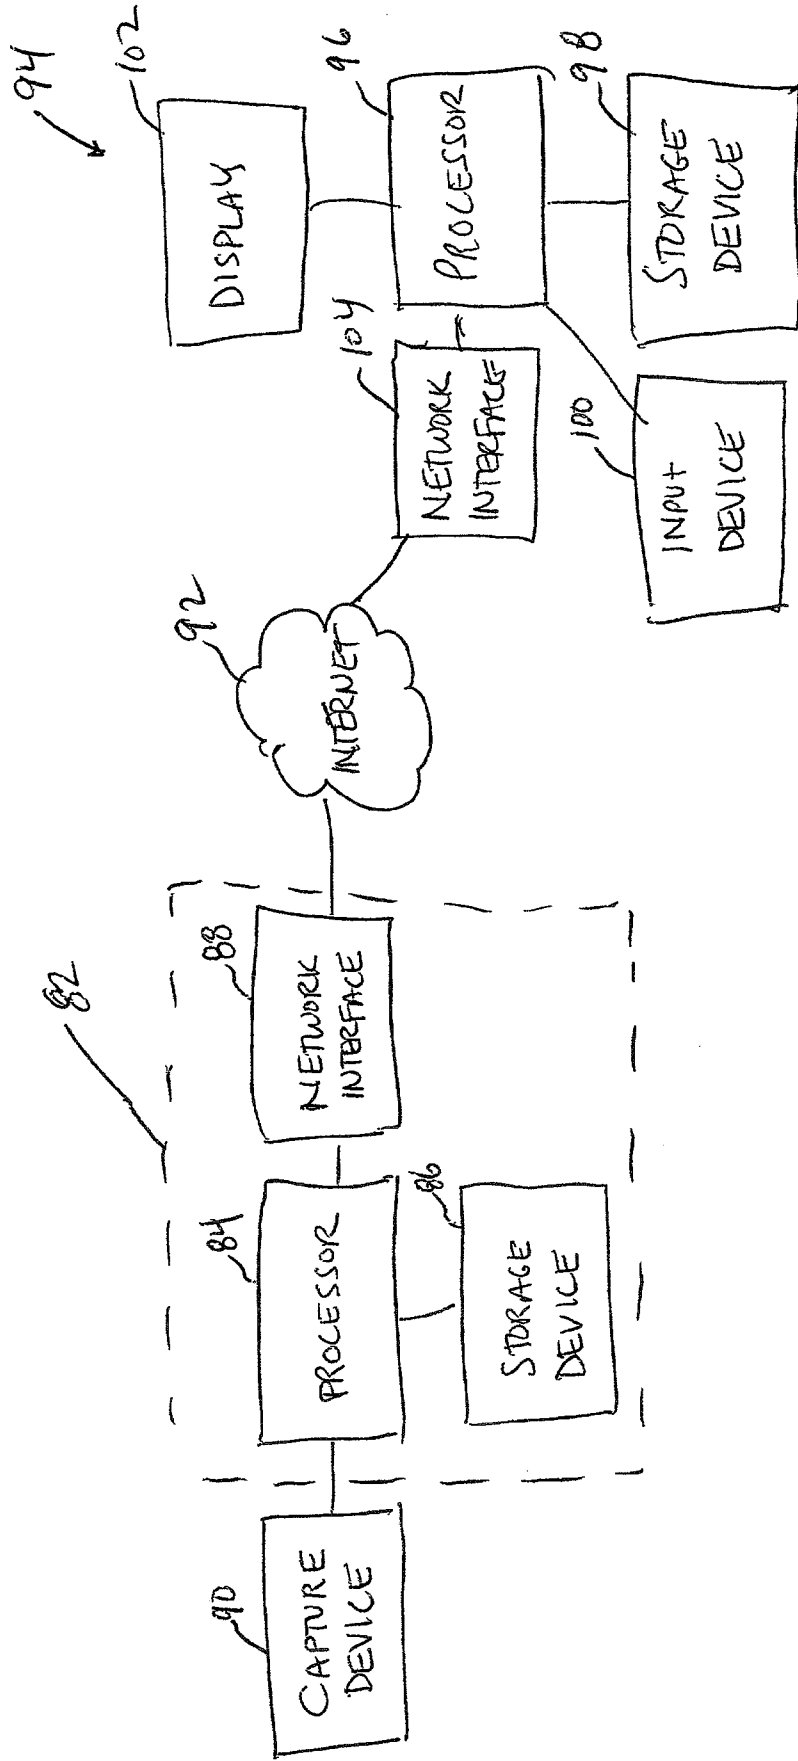 82
94
90
CAPTURE
DEVICE
84
PROCESSOR
86
STORAGE
DEVICE
88
NETWORK
INTERFACE
92
INTERNET
104
NETWORK
INTERFACE
102
DISPLAY
96
PROCESSOR
100
INPUT
DEVICE
98
STORAGE
DEVICE